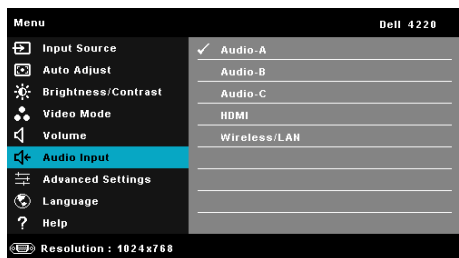 Menu
Dell 4220
Input Source
Auto Adjust
Brightness/Contrast
Video Mode
Volume
Audio Input
Advanced Settings
Language
Help
Audio-A
Audio-B
Audio-C
HDMI
Wireless/LAN
Resolution : 1024x768